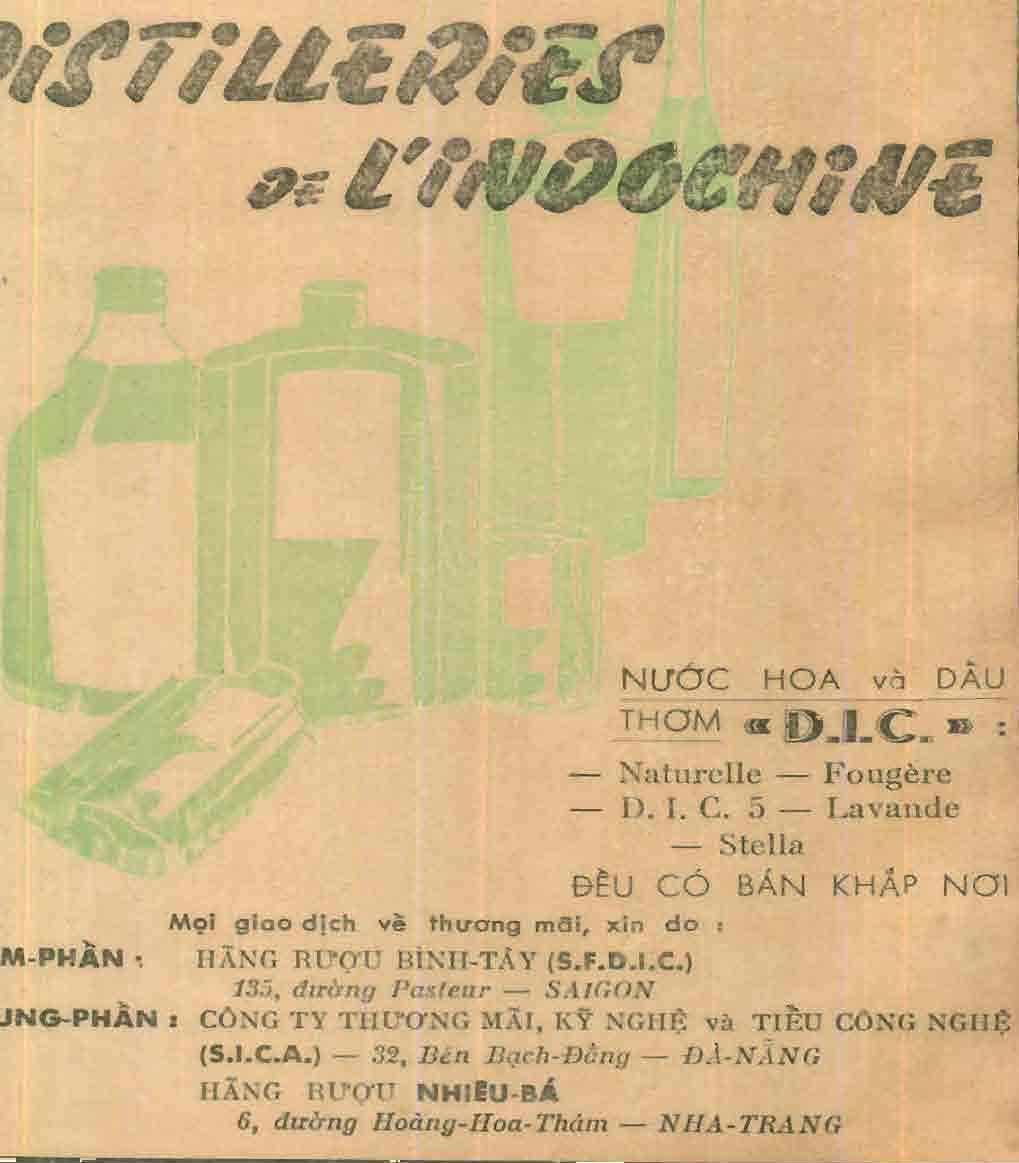 DiSTiLLERiES
DE L'iNDOCHiNE
NƯỚC HOA và DẦU
THƠM « D.I.C. » :
— Naturelle — Fougère
— D. I. C. 5 — Lavande
— Stella
ĐỀU CÓ BÁN KHẮP NƠI
Mọi giao dịch về thương mãi, xin do :
M-PHẦN : HÃNG RƯỢU BÌNH-TÂY (S.F.D.I.C.)
135, đường Pasteur — SAIGON
UNG-PHẦN : CÔNG TY THƯƠNG MÃI, KỸ NGHỆ và TIỂU CÔNG NGHỆ
(S.I.C.A.) — 32, Bến Bạch-Đằng — ĐÀ-NẴNG
HÃNG RƯỢU NHIÊU-BÁ
6, đường Hoàng-Hoa-Thám — NHA-TRANG